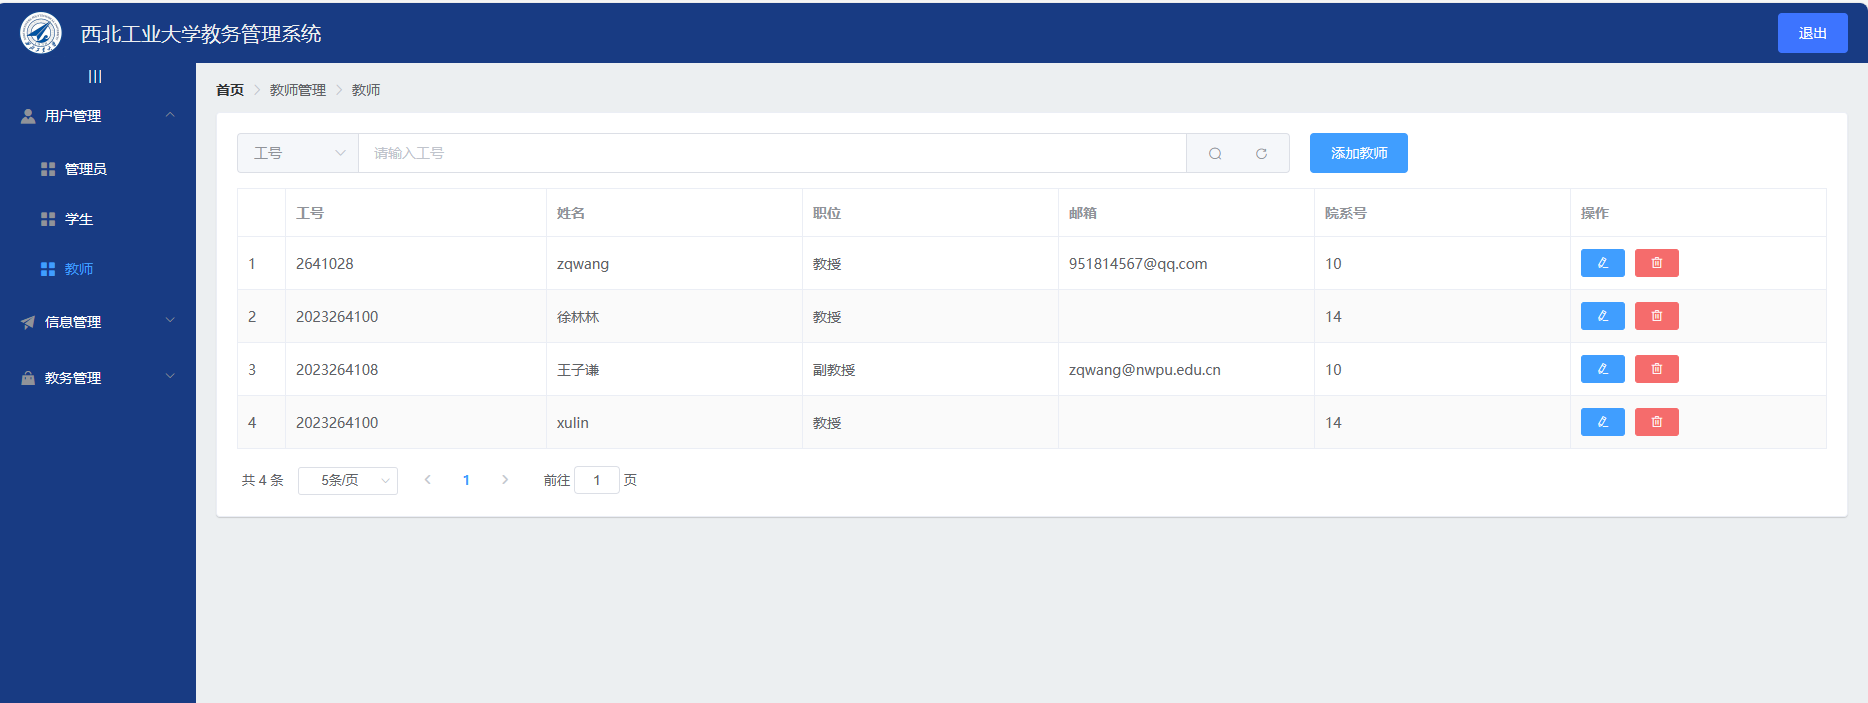 西北工业大学教务管理系统
退出
用户管理
管理员
学生
教师
信息管理
教务管理
首页 教师管理 教师
工号 请输入工号 添加教师
工号 姓名 职位 邮箱 院系号 操作
1 2641028 zqwang 教授 951814567@qq.com 10
2 2023264100 徐林林 教授 14
3 2023264108 王子谦 副教授 zqwang@nwpu.edu.cn 10
4 2023264100 xulin 教授 14
共 4 条 5条/页 1 前往 1 页